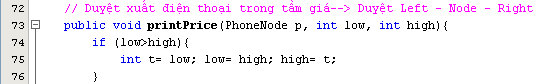 72 // Duyệt xuất điện thoại trong tầm giá--> Duyệt Left - Node - Right
73 public void printPrice(PhoneNode p, int low, int high){
74 if (low>high){
75 int t= low; low= high; high= t;
76 }